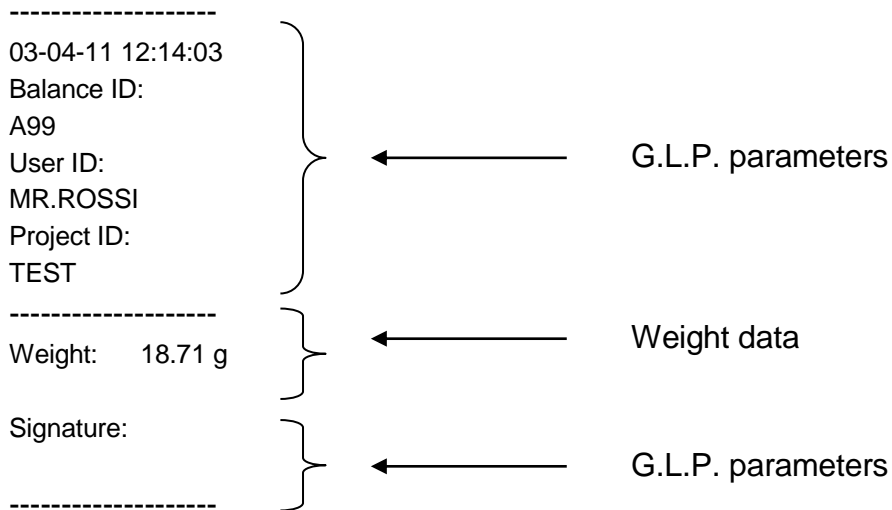 --------------------
03-04-11 12:14:03
Balance ID:
A99
User ID:
MR.ROSSI
Project ID:
TEST
G.L.P. parameters
--------------------
Weight: 18.71 g
Weight data
Signature:
G.L.P. parameters
--------------------